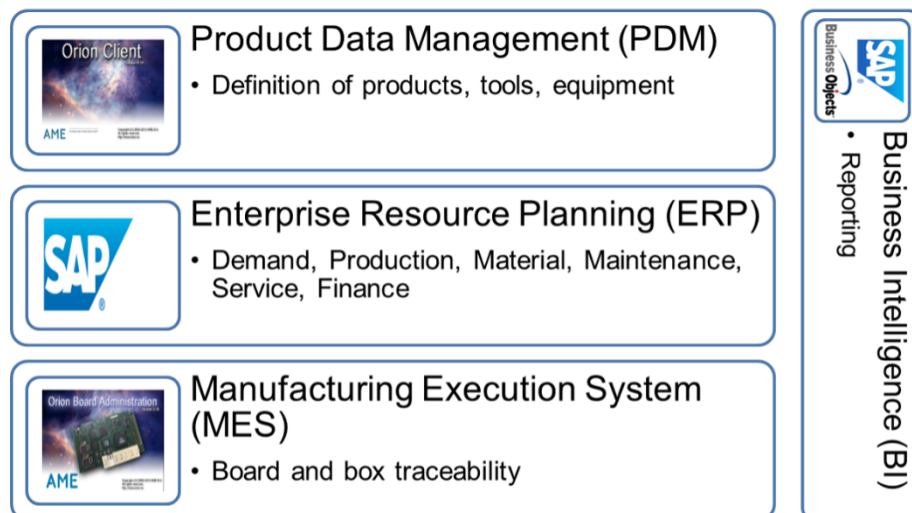 Orion Client
AME
Product Data Management (PDM)
• Definition of products, tools, equipment
SAP
®
Enterprise Resource Planning (ERP)
• Demand, Production, Material, Maintenance,
Service, Finance
Orion Board Administration
AME
Manufacturing Execution System
(MES)
• Board and box traceability
SAP
BusinessObjects
Business Intelligence (BI)
• Reporting